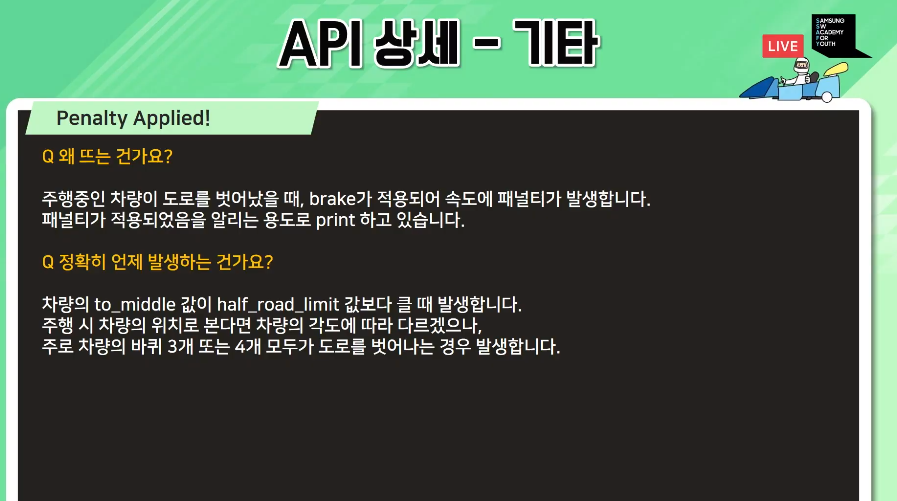 API 상세 - 기타
LIVE
SAMSUNG
SW
ACADEMY
FOR
YOUTH
Penalty Applied!
Q 왜 뜨는 건가요?
주행중인 차량이 도로를 벗어났을 때, brake가 적용되어 속도에 패널티가 발생합니다.
패널티가 적용되었음을 알리는 용도로 print 하고 있습니다.
Q 정확히 언제 발생하는 건가요?
차량의 to_middle 값이 half_road_limit 값보다 클 때 발생합니다.
주행 시 차량의 위치로 본다면 차량의 각도에 따라 다르겠으나,
주로 차량의 바퀴 3개 또는 4개 모두가 도로를 벗어나는 경우 발생합니다.